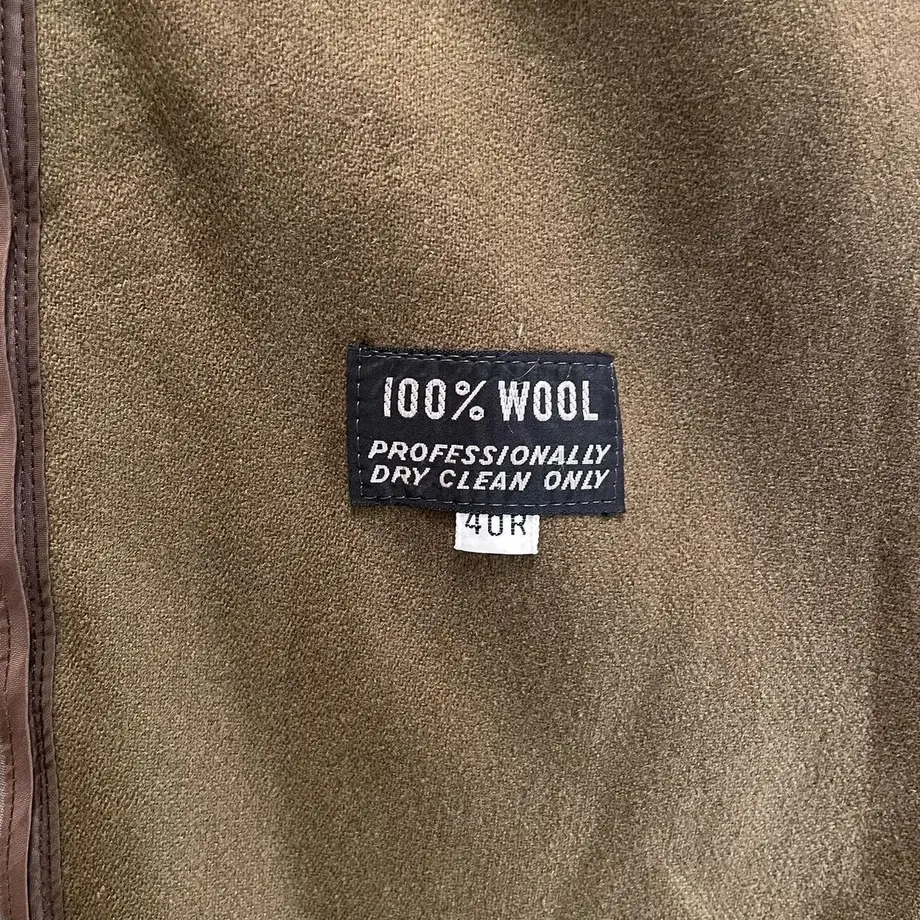 100% WOOL
PROFESSIONALLY
DRY CLEAN ONLY
40R